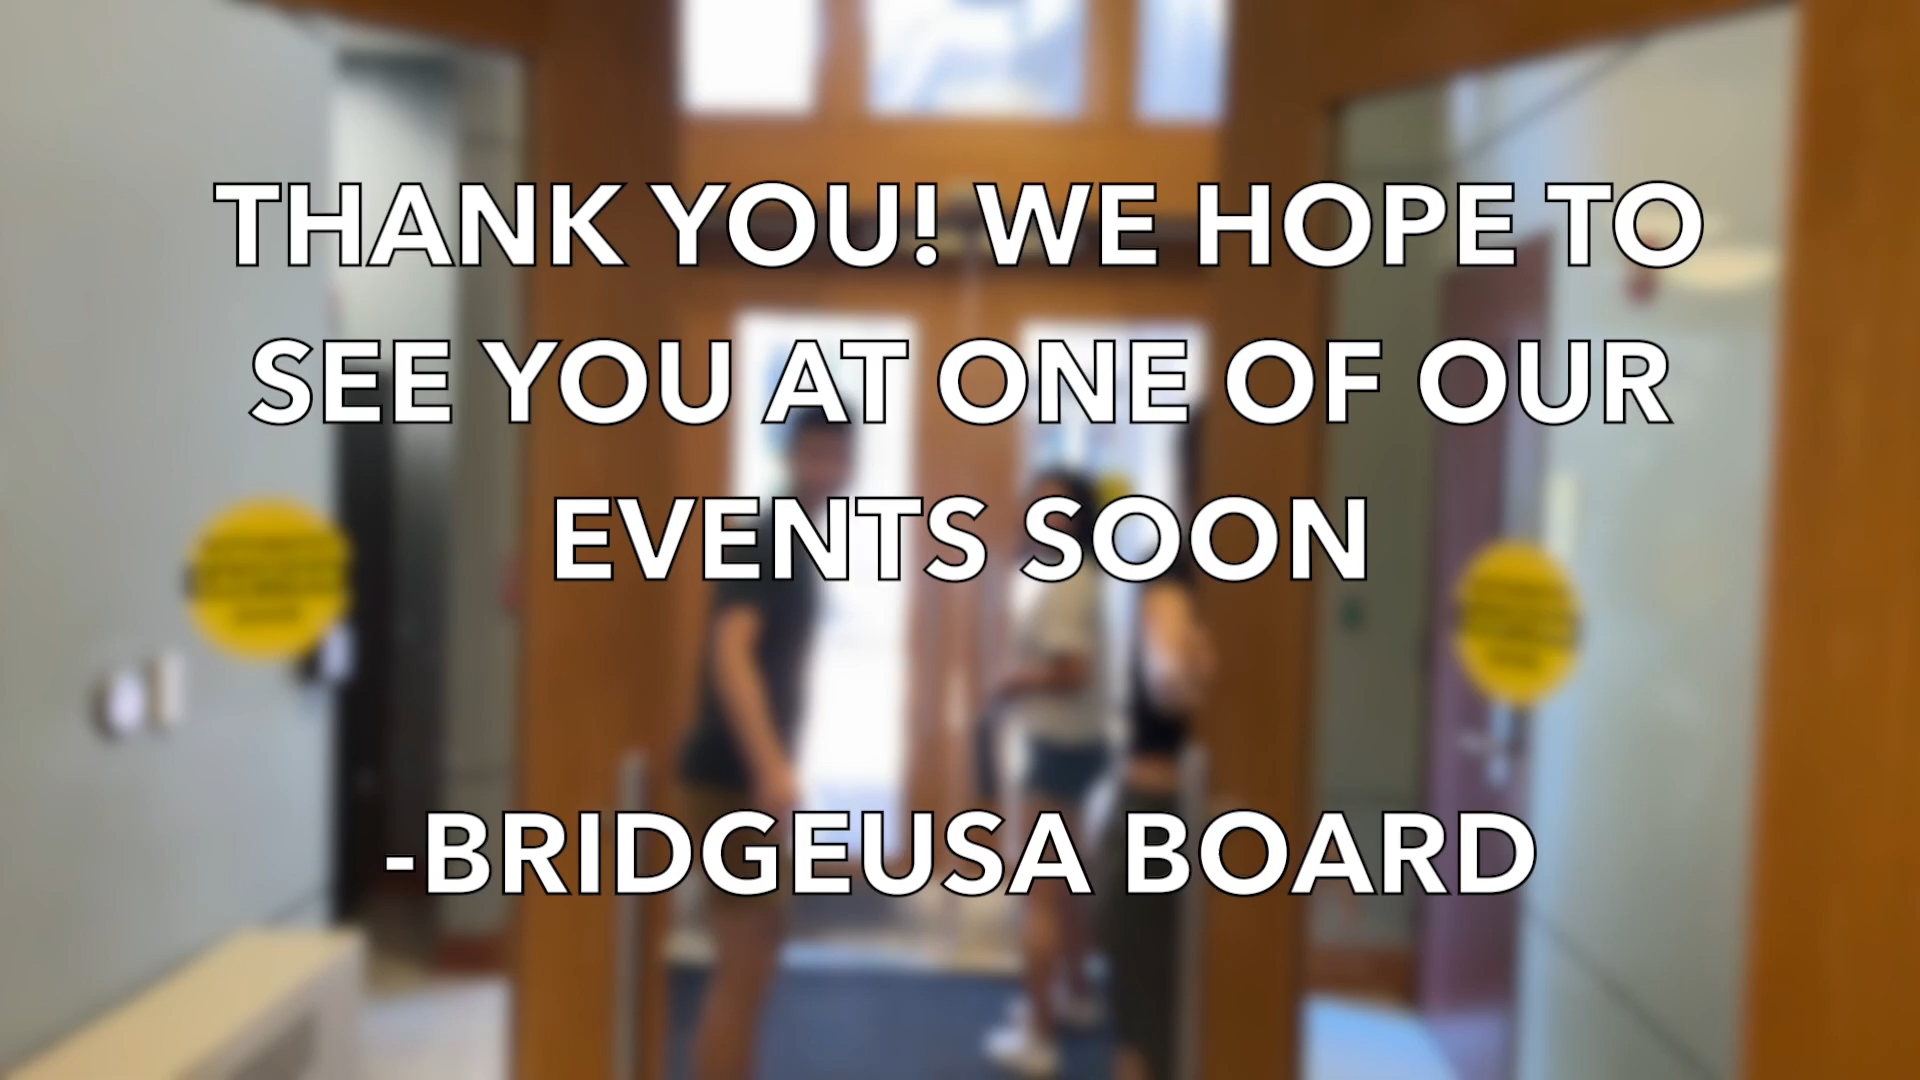 THANK YOU! WE HOPE TO
SEE YOU AT ONE OF OUR
EVENTS SOON
-BRIDGEUSA BOARD